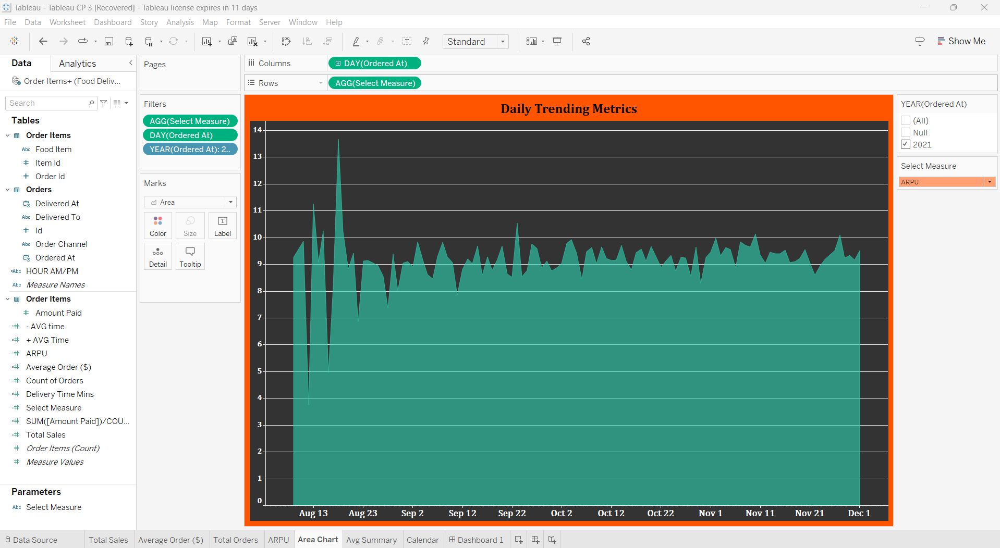 Tableau - Tableau CP 3 [Recovered] - Tableau license expires in 11 days
File Data Worksheet Dashboard Story Analysis Map Format Server Window Help
Standard
Show Me
Data
Analytics
Order Items+ (Food Deliv...
Search
Tables
Order Items
Abc Food Item
# Item Id
# Order Id
Orders
Delivered At
Abc Delivered To
# Id
Abc Order Channel
Ordered At
=Abc HOUR AM/PM
Abc Measure Names
Order Items
# Amount Paid
=# - AVG time
=# + AVG Time
=# ARPU
=# Average Order ($)
=# Count of Orders
=# Delivery Time Mins
=# Select Measure
=# SUM([Amount Paid])/COU...
=# Total Sales
# Order Items (Count)
# Measure Values
Parameters
Abc Select Measure
Pages
Filters
AGG(Select Measure)
DAY(Ordered At)
YEAR(Ordered At): 2..
Marks
Area
Color
Size
T
Label
Detail
Tooltip
Columns
DAY(Ordered At)
Rows
AGG(Select Measure)
Daily Trending Metrics
14
13
12
11
10
9
8
7
6
5
4
3
2
1
0
Aug 13 Aug 23 Sep 2 Sep 12 Sep 22 Oct 2 Oct 12 Oct 22 Nov 1 Nov 11 Nov 21 Dec 1
YEAR(Ordered At)
(All)
Null
2021
Select Measure
ARPU
Data Source
Total Sales
Average Order ($)
Total Orders
ARPU
Area Chart
Avg Summary
Calendar
Dashboard 1